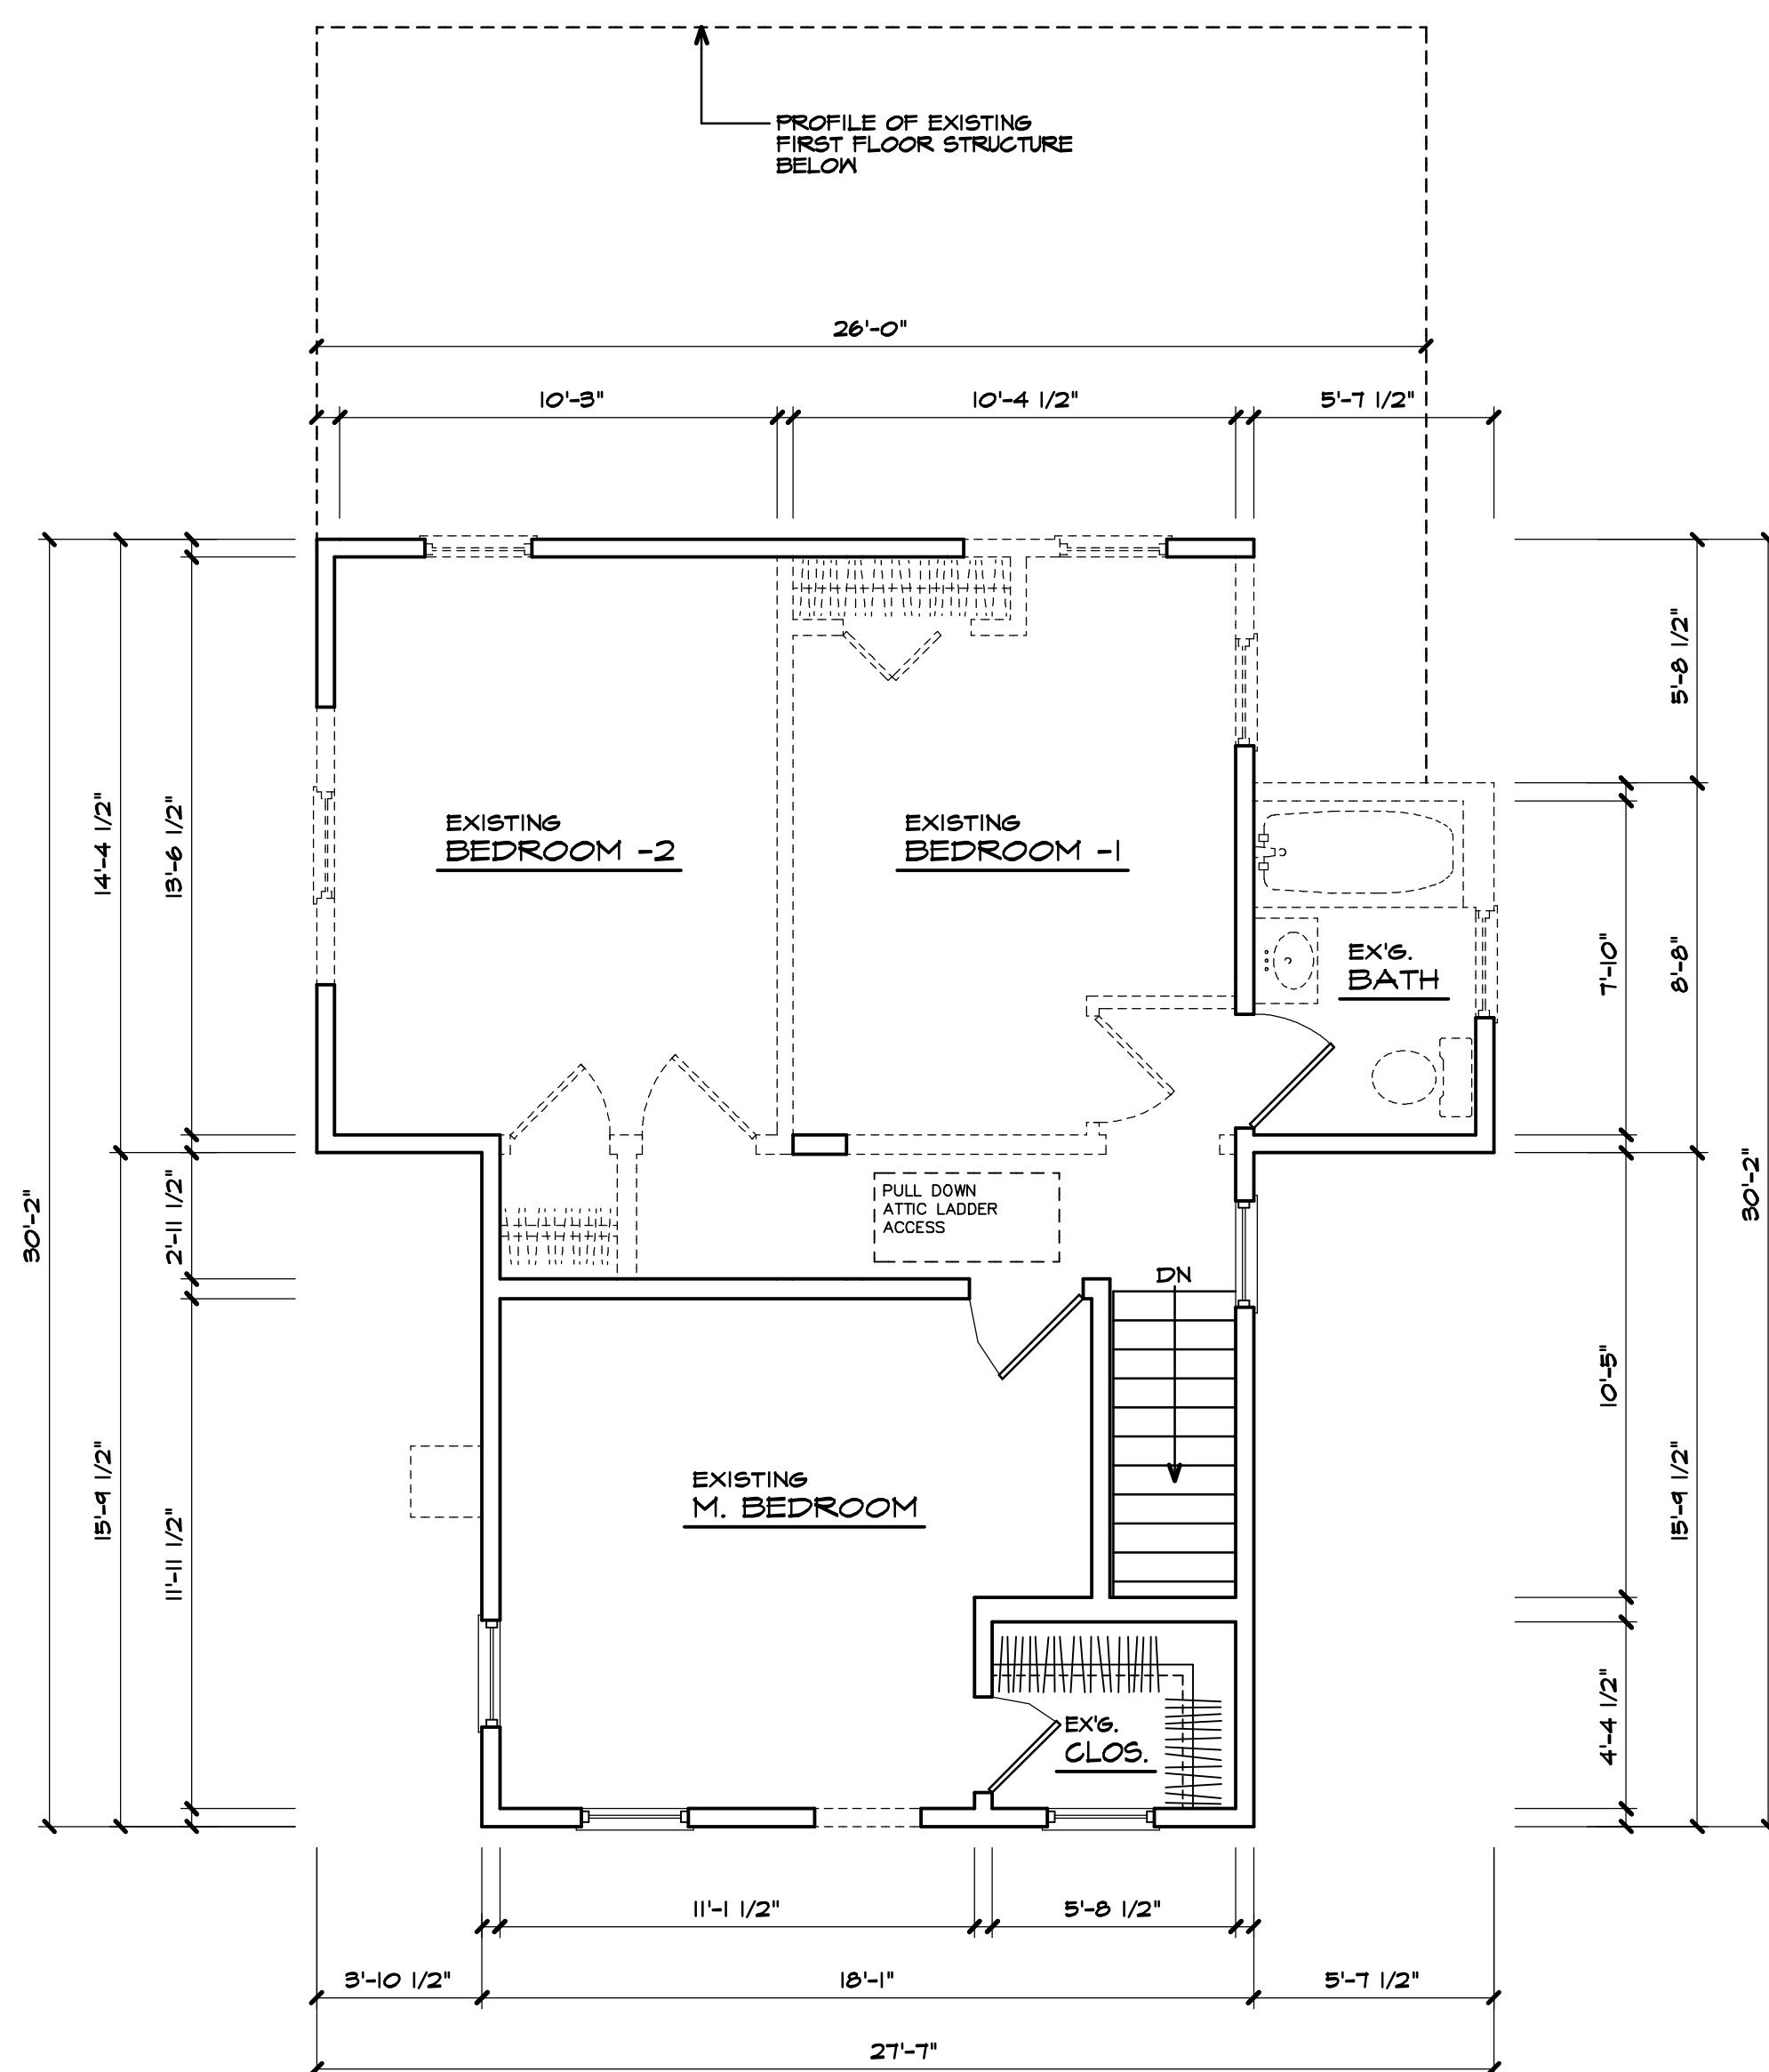 PROFILE OF EXISTING
FIRST FLOOR STRUCTURE
BELOW
26'-0"
10'-3"
10'-4 1/2"
5'-7 1/2"
5'-8 1/2"
14'-4 1/2"
13'-6 1/2"
EXISTING
BEDROOM -2
EXISTING
BEDROOM -1
EX'G.
BATH
7'-10"
8'-8"
30'-2"
2'-11 1/2"
PULL DOWN
ATTIC LADDER
ACCESS
DN
30'-2"
10'-5"
15'-9 1/2"
11'-11 1/2"
EXISTING
M. BEDROOM
15'-9 1/2"
4'-4 1/2"
EX'G.
CLOS.
11'-1 1/2"
5'-8 1/2"
3'-10 1/2"
18'-1"
5'-7 1/2"
27'-7"